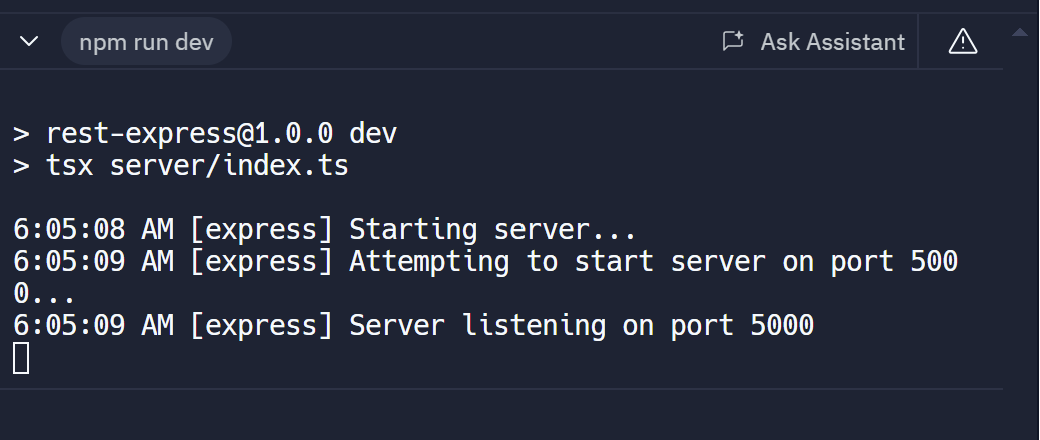 npm run dev
Ask Assistant
> rest-express@1.0.0 dev
> tsx server/index.ts
6:05:08 AM [express] Starting server...
6:05:09 AM [express] Attempting to start server on port 500
0...
6:05:09 AM [express] Server listening on port 5000